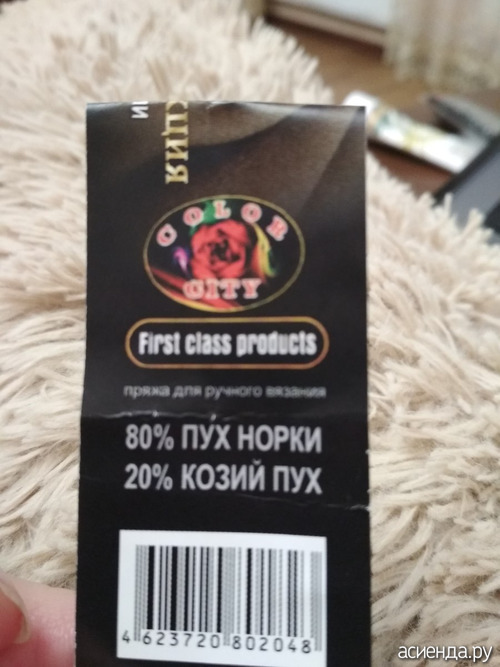 COLOR
CITY
First class products
пряжа для ручного вязания
80% ПУХ НОРКИ
20% КОЗИЙ ПУХ
4 623720 802048
асиенда.ру